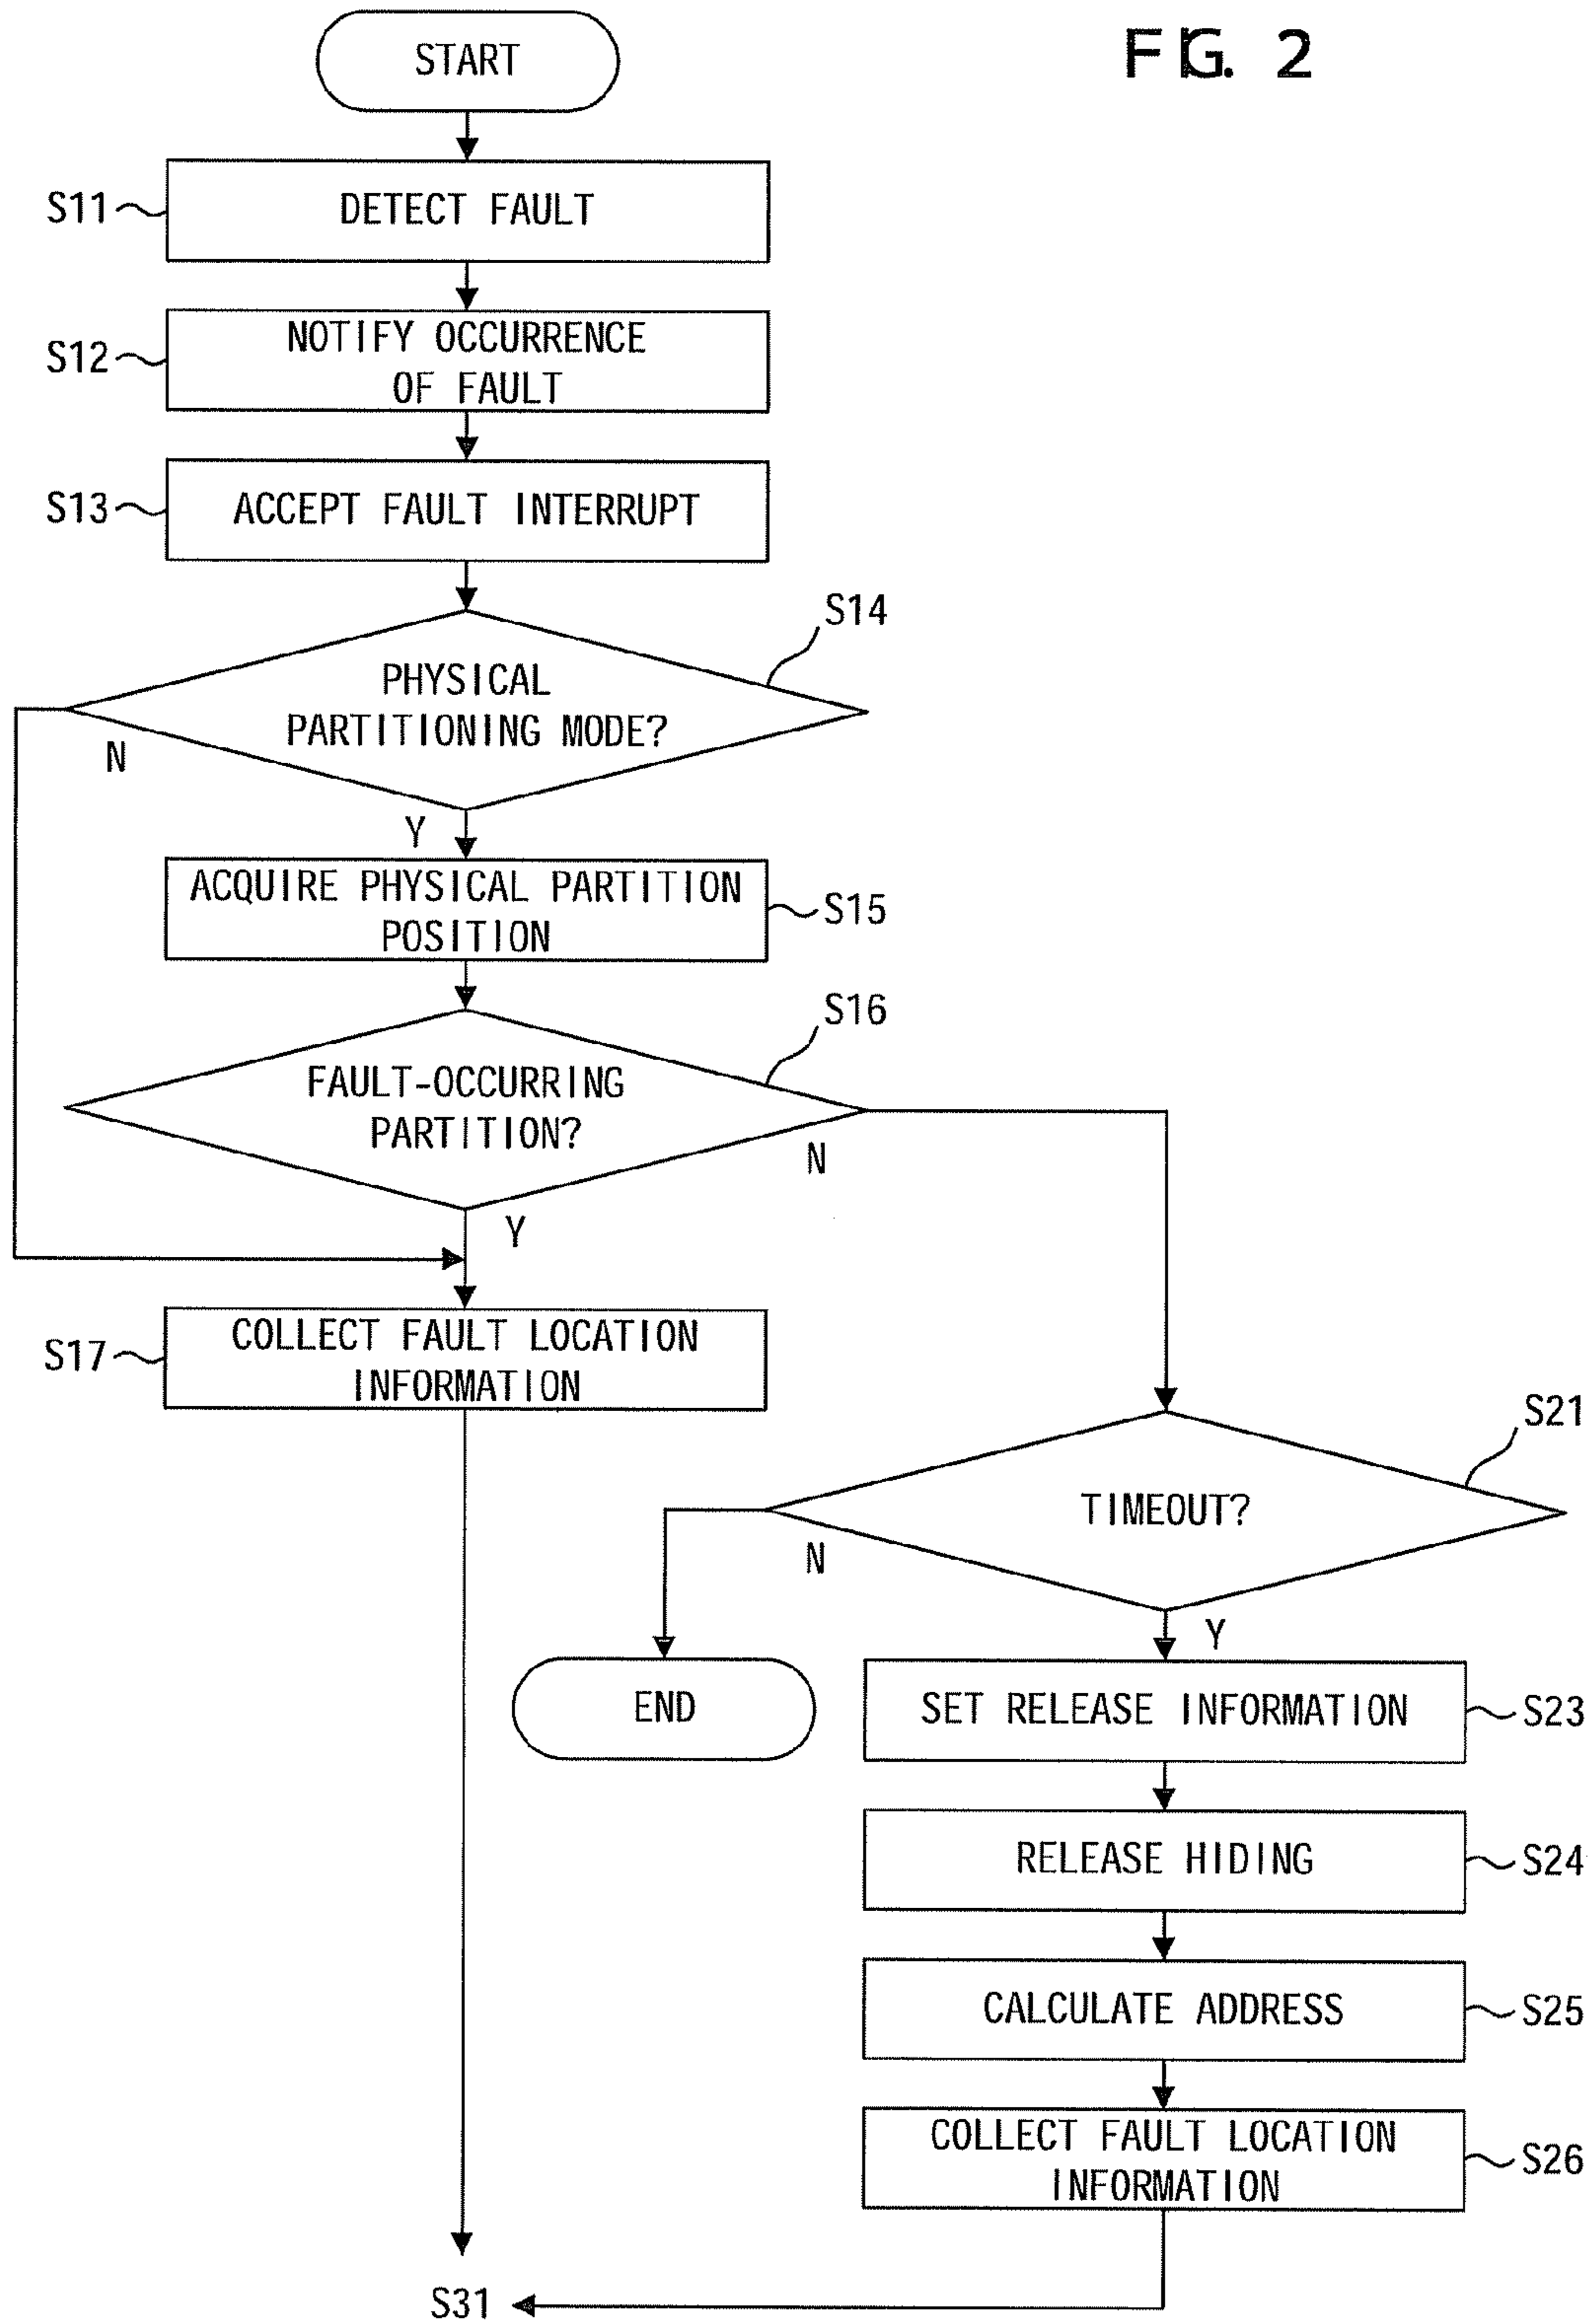 FIG. 2
START
S11
DETECT FAULT
S12
NOTIFY OCCURRENCE
OF FAULT
S13
ACCEPT FAULT INTERRUPT
S14
PHYSICAL
PARTITIONING MODE?
N
Y
ACQUIRE PHYSICAL PARTITION
POSITION
S15
S16
FAULT-OCCURRING
PARTITION?
N
Y
S17
COLLECT FAULT LOCATION
INFORMATION
S21
TIMEOUT?
N
Y
END
SET RELEASE INFORMATION
S23
RELEASE HIDING
S24
CALCULATE ADDRESS
S25
COLLECT FAULT LOCATION
INFORMATION
S26
S31